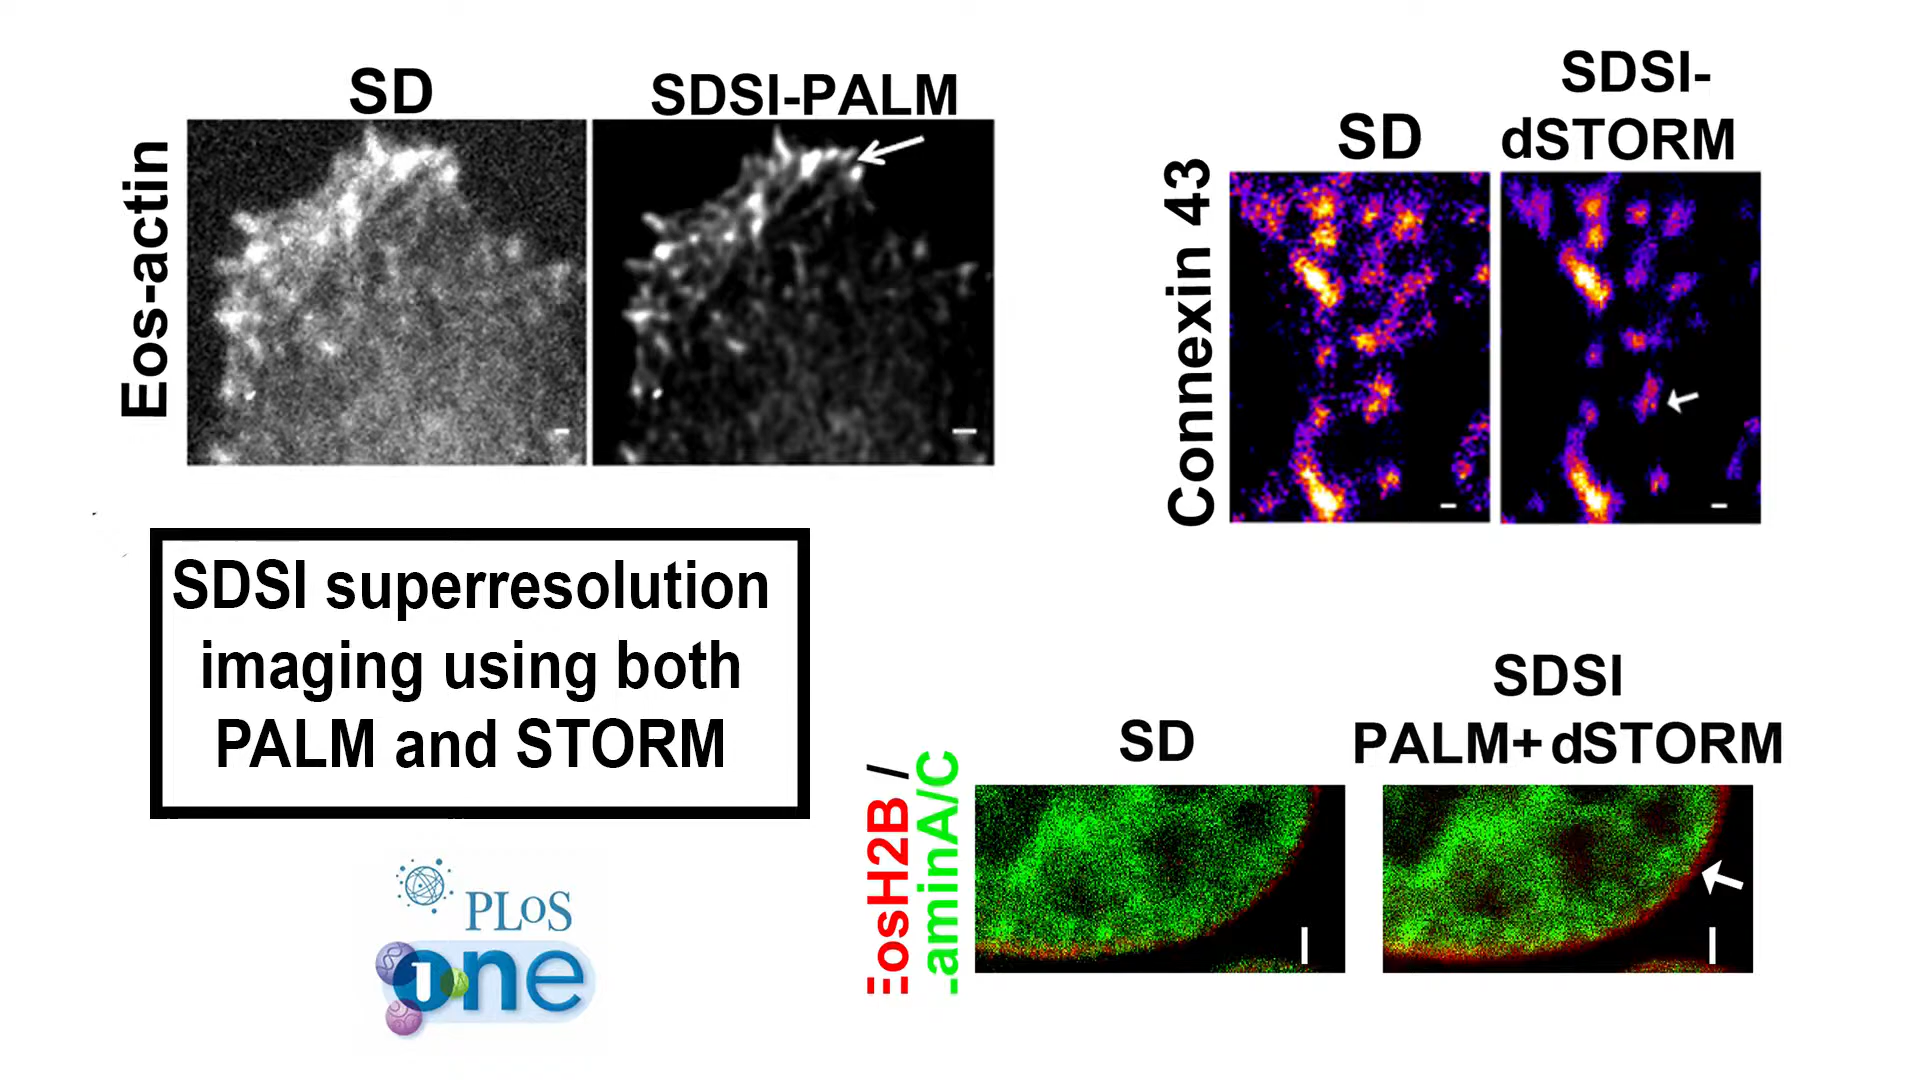 SD
SDSI-PALM
Eos-actin
SDSI-
dSTORM
SD
Connexin 43
SDSI superresolution
imaging using both
PALM and STORM
SDSI
PALM+dSTORM
SD
EosH2B /
LaminA/C
PLoS
one